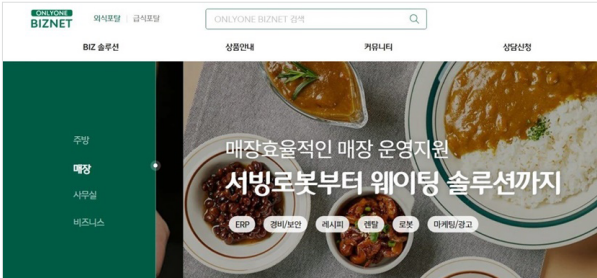 ONLYONE
BIZNET
외식포탈 | 급식포탈
ONLYONE BIZNET 검색
BIZ 솔루션 상품안내 커뮤니티 상담신청
주방
매장
사무실
비즈니스
매장효율적인 매장 운영지원
서빙로봇부터 웨이팅 솔루션까지
ERP 경비/보안 레시피 렌탈 로봇 마케팅/광고